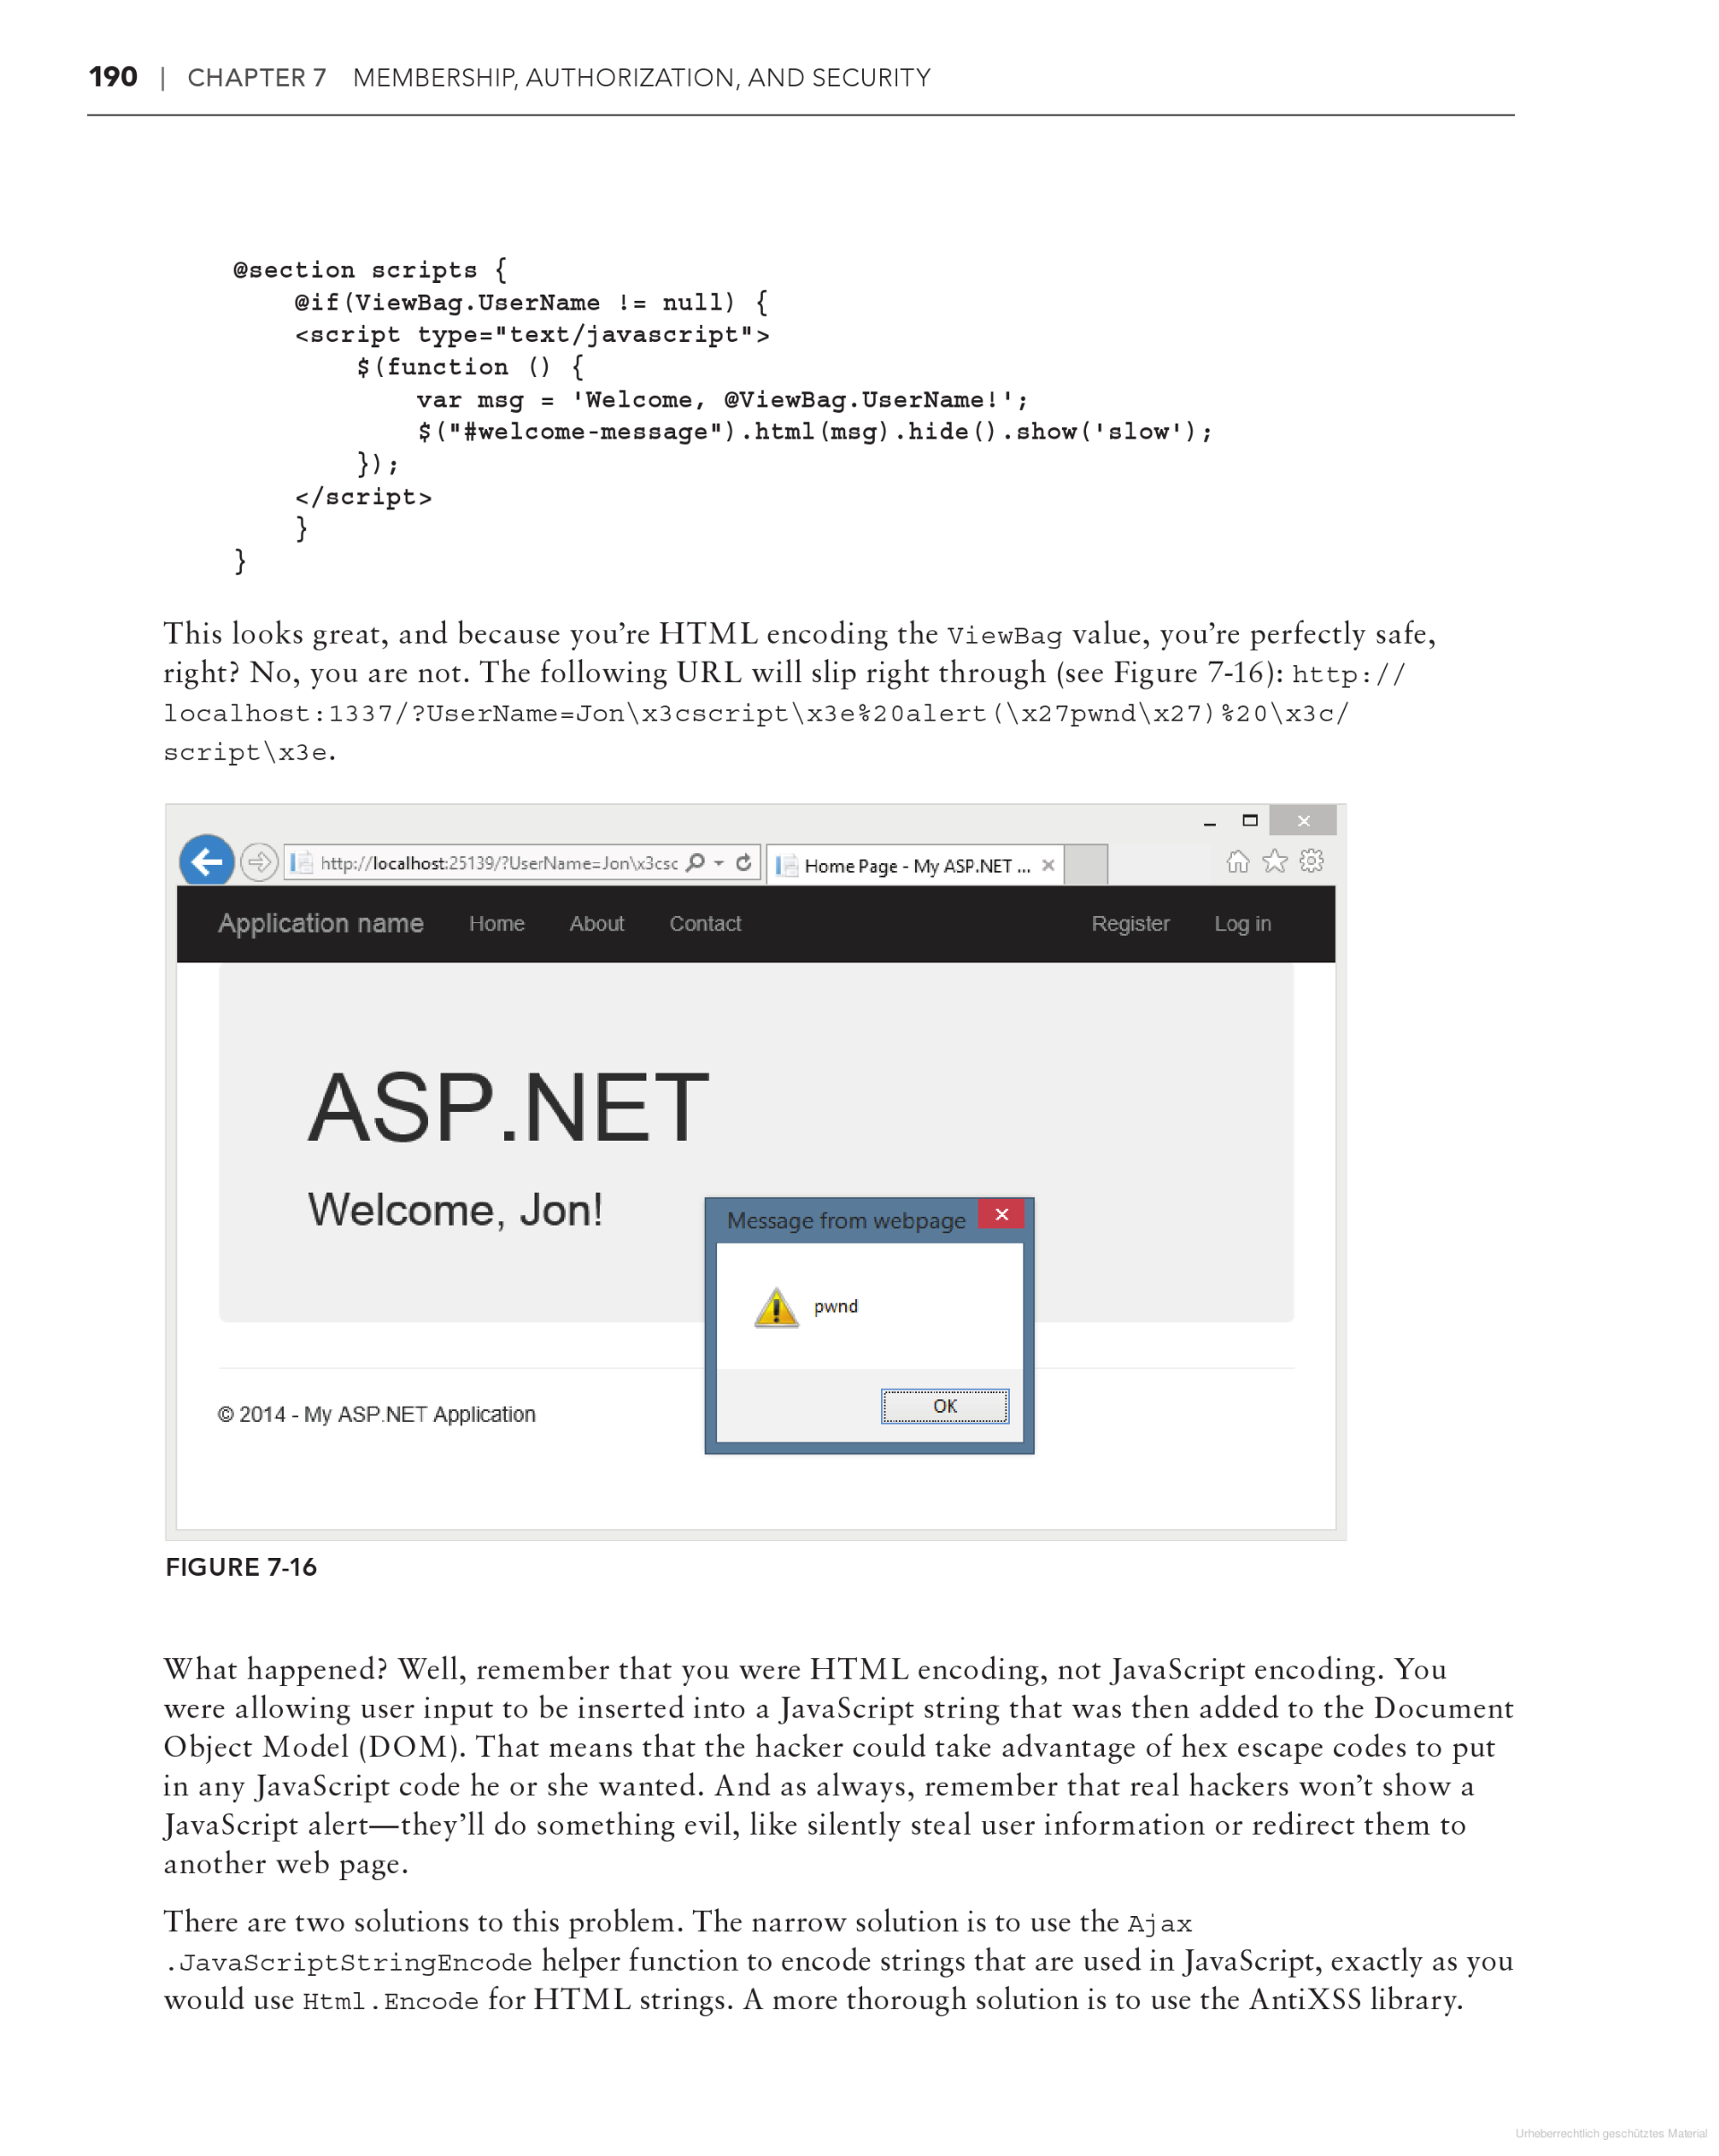 190 | CHAPTER 7 MEMBERSHIP, AUTHORIZATION, AND SECURITY
@section scripts {
@if(ViewBag.UserName != null) {
<script type="text/javascript">
$(function () {
var msg = 'Welcome, @ViewBag.UserName!';
$("#welcome-message").html(msg).hide().show('slow');
});
</script>
}
}
This looks great, and because you’re HTML encoding the ViewBag value, you’re perfectly safe,
right? No, you are not. The following URL will slip right through (see Figure 7-16): http://
localhost:1337/?UserName=Jon\x3cscript\x3e%20alert(\x27pwnd\x27)%20\x3c/
script\x3e.
http://localhost:25139/?UserName=Jon\x3csc
Home Page - My ASP.NET ...
Application name Home About Contact Register Log in
ASP.NET
Welcome, Jon!
Message from webpage
pwnd
OK
© 2014 - My ASP.NET Application
FIGURE 7-16
What happened? Well, remember that you were HTML encoding, not JavaScript encoding. You
were allowing user input to be inserted into a JavaScript string that was then added to the Document
Object Model (DOM). That means that the hacker could take advantage of hex escape codes to put
in any JavaScript code he or she wanted. And as always, remember that real hackers won’t show a
JavaScript alert—they’ll do something evil, like silently steal user information or redirect them to
another web page.
There are two solutions to this problem. The narrow solution is to use the Ajax
.JavaScriptStringEncode helper function to encode strings that are used in JavaScript, exactly as you
would use Html.Encode for HTML strings. A more thorough solution is to use the AntiXSS library.
Urheberrechtlich geschütztes Material